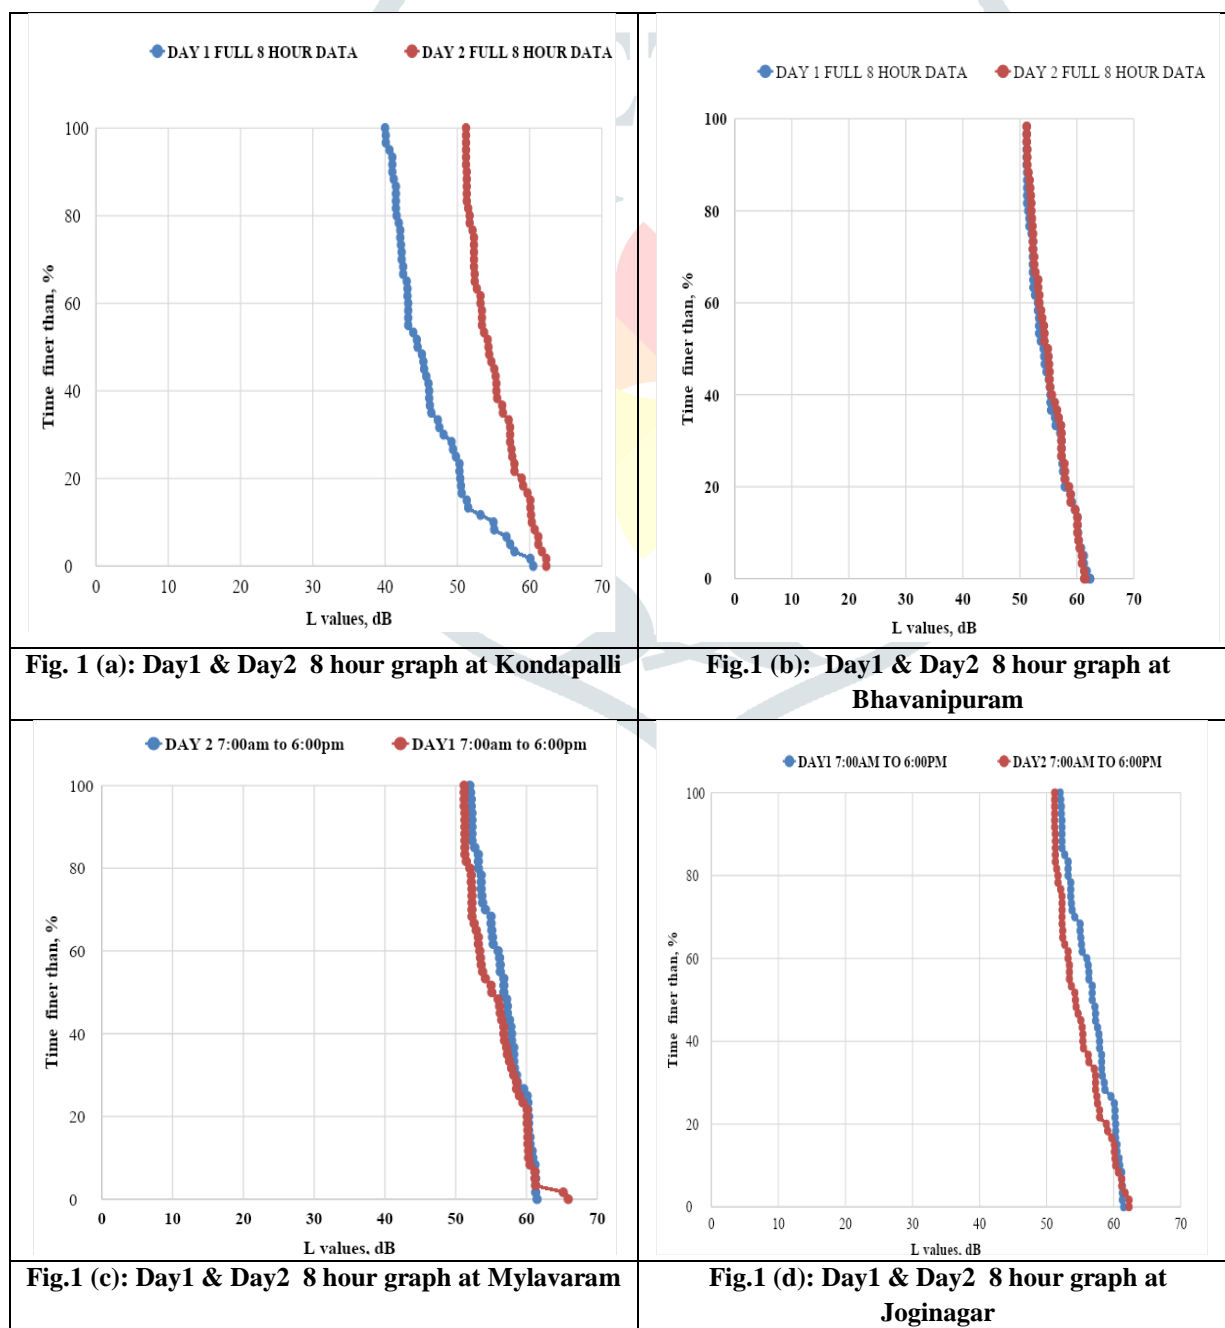 DAY 1 FULL 8 HOUR DATA DAY 2 FULL 8 HOUR DATA
100
80
60
40
20
0
Time finer than, %
0 10 20 30 40 50 60 70
L values, dB
Fig. 1 (a): Day1 & Day2 8 hour graph at Kondapalli
DAY 1 FULL 8 HOUR DATA DAY 2 FULL 8 HOUR DATA
100
80
60
40
20
0
Time finer than, %
0 10 20 30 40 50 60 70
L values, dB
Fig.1 (b): Day1 & Day2 8 hour graph at
Bhavanipuram
DAY 2 7:00am to 6:00pm DAY1 7:00am to 6:00pm
100
80
60
40
20
0
Time finer than, %
0 10 20 30 40 50 60 70
L values, dB
Fig.1 (c): Day1 & Day2 8 hour graph at Mylavaram
DAY1 7:00AM TO 6:00PM DAY2 7:00AM TO 6:00PM
100
80
60
40
20
0
Time finer than, %
0 10 20 30 40 50 60 70
L values, dB
Fig.1 (d): Day1 & Day2 8 hour graph at
Joginagar